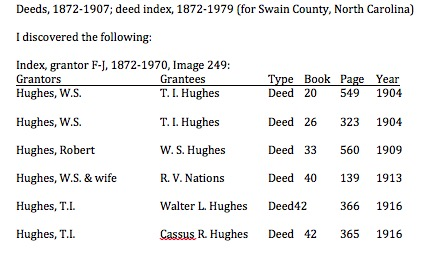 Deeds, 1872-1907; deed index, 1872-1979 (for Swain County, North Carolina)
I discovered the following:
Index, grantor F-J, 1872-1970, Image 249:
Grantors Grantees Type Book Page Year
Hughes, W.S. T. I. Hughes Deed 20 549 1904
Hughes, W.S. T. I. Hughes Deed 26 323 1904
Hughes, Robert W. S. Hughes Deed 33 560 1909
Hughes, W.S. & wife R. V. Nations Deed 40 139 1913
Hughes, T.I. Walter L. Hughes Deed42 366 1916
Hughes, T.I. Cassus R. Hughes Deed 42 365 1916